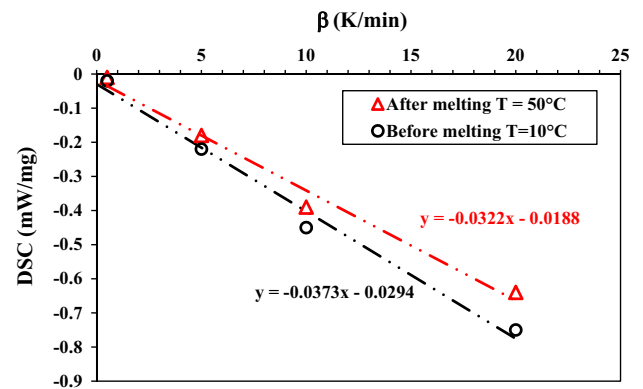 β (K/min)
0 5 10 15 20 25
0
-0.1
-0.2
-0.3
-0.4
-0.5
-0.6
-0.7
-0.8
-0.9
DSC (mW/mg)
After melting T = 50°C
Before melting T=10°C
y = -0.0322x - 0.0188
y = -0.0373x - 0.0294